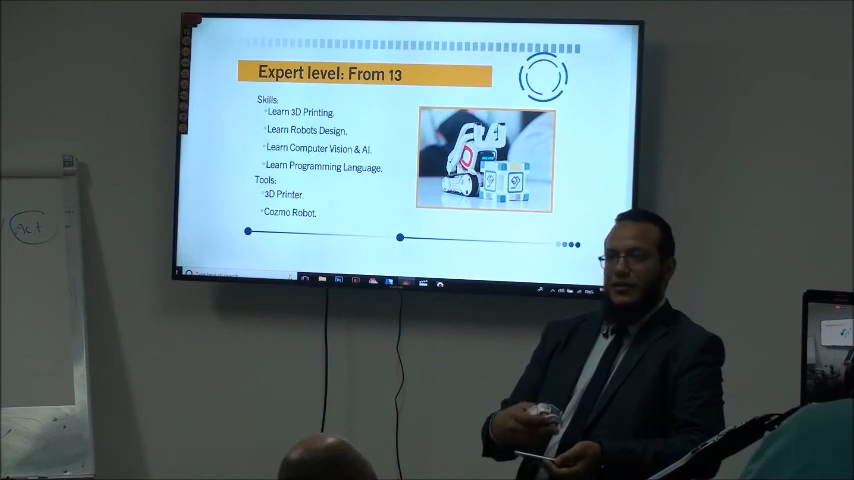 Expert level: From 13
Skills:
Learn 3D Printing.
Learn Robots Design.
Learn Computer Vision & AI.
Learn Programming Language.
Tools:
3D Printer.
Cozmo Robot.
Act